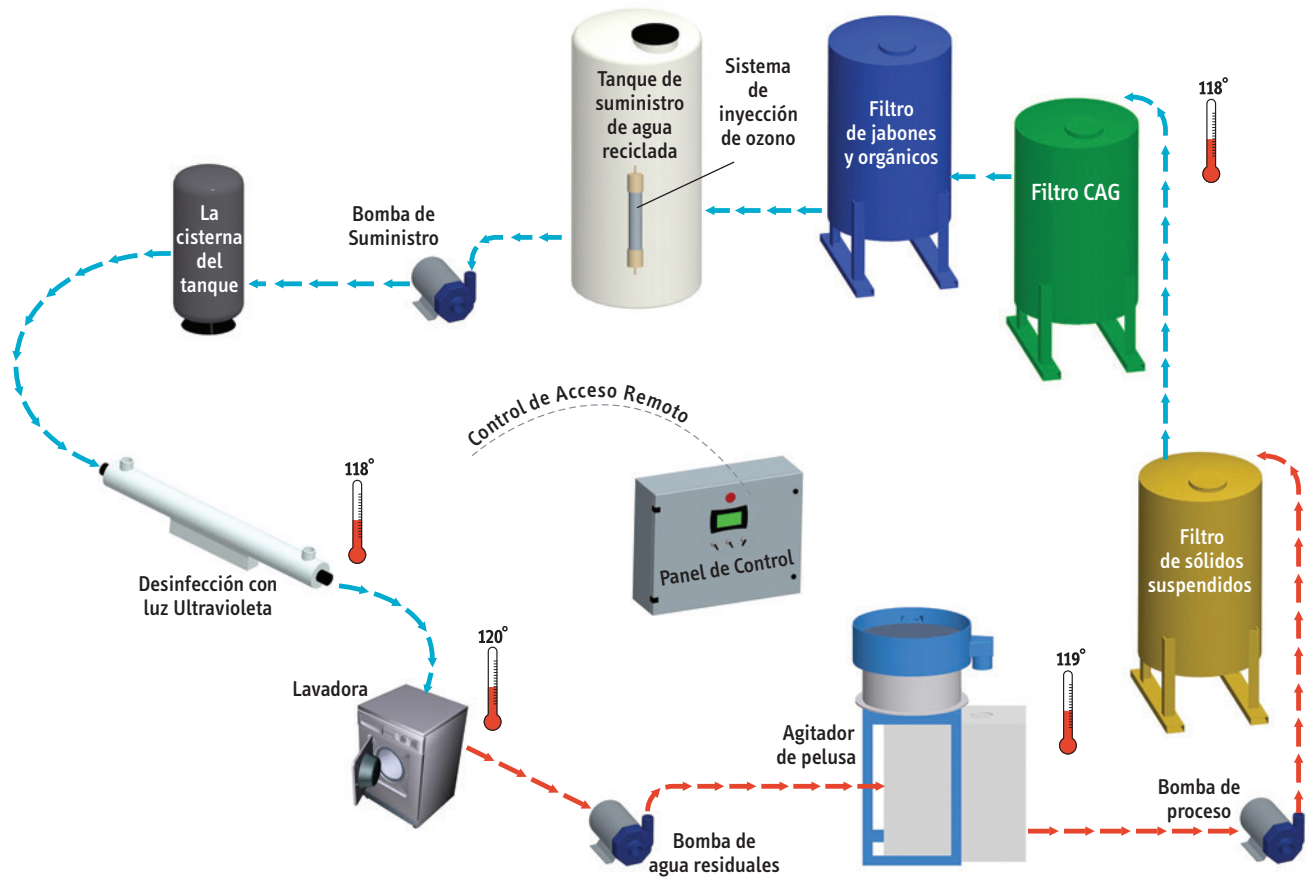 Tanque de
suministro
de agua
reciclada
Sistema
de
inyección
de ozono
Filtro
de jabones
y orgánicos
118°
Filtro CAG
La
cisterna
del
tanque
Bomba de
Suministro
Control de Acceso Remoto
118°
Desinfección con
luz Ultravioleta
Panel de Control
Filtro
de sólidos
suspendidos
120°
Lavadora
119°
Agitador
de pelusa
Bomba de
proceso
Bomba de
agua residuales